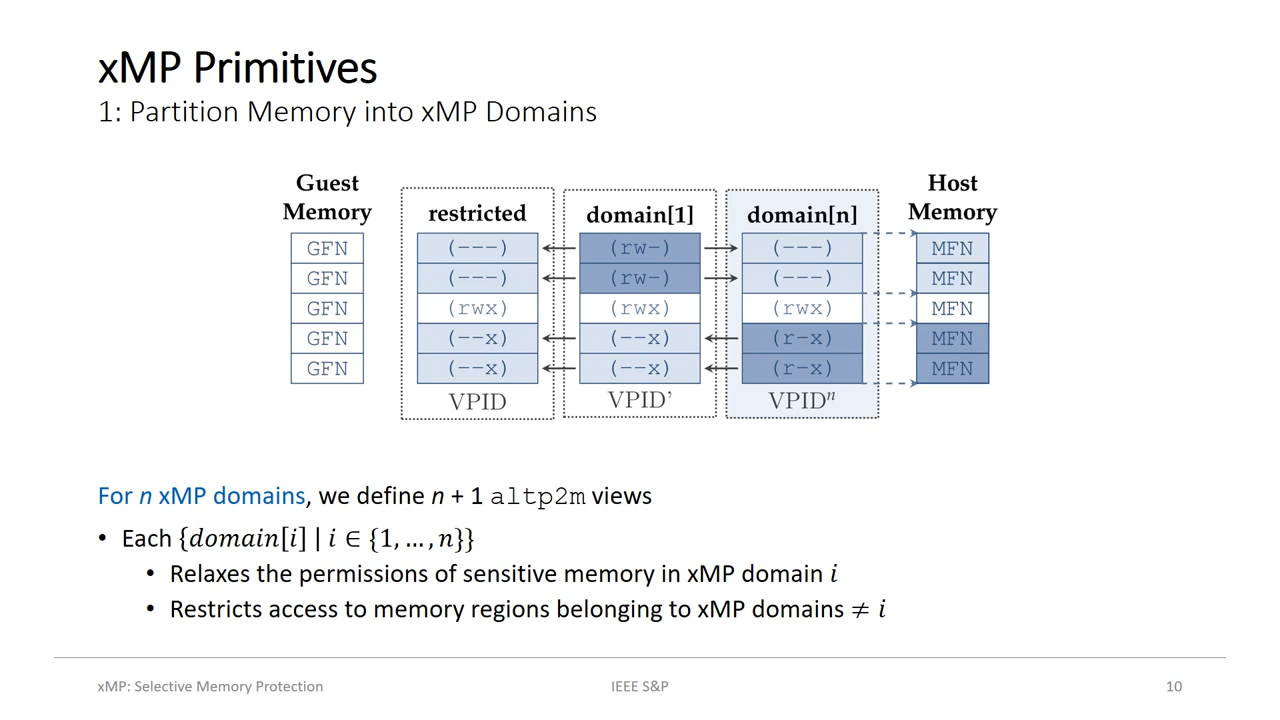 xMP Primitives
1: Partition Memory into xMP Domains
Guest
Memory
GFN
GFN
GFN
GFN
GFN
restricted
(---)
(---)
(rwx)
(--x)
(--x)
VPID
domain[1]
(rw-)
(rw-)
(rwx)
(--x)
(--x)
VPID’
domain[n]
(---)
(---)
(rwx)
(r-x)
(r-x)
VPIDⁿ
Host
Memory
MFN
MFN
MFN
MFN
MFN
For n xMP domains, we define n + 1 altp2m views
• Each {domain[i] | i ∈ {1, …, n}}
• Relaxes the permissions of sensitive memory in xMP domain i
• Restricts access to memory regions belonging to xMP domains ≠ i
xMP: Selective Memory Protection
IEEE S&P
10